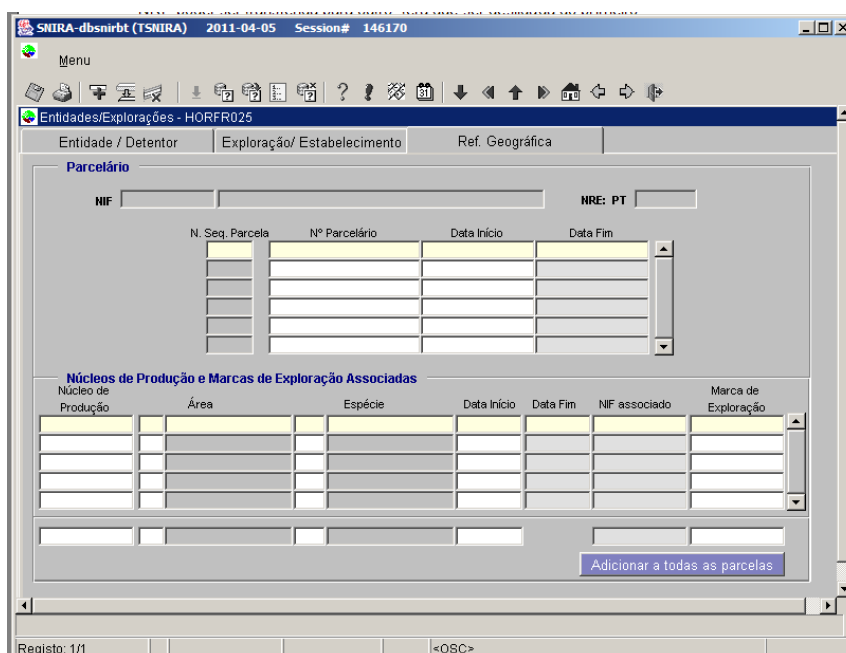 SNIRA-dbsnirbt (TSNIRA) 2011-04-05 Session# 146170
Menu
Entidades/Explorações - HORFR025
Entidade / Detentor Exploração/ Estabelecimento Ref. Geográfica
Parcelário
NIF NRE: PT
N. Seq. Parcela Nº Parcelário Data Início Data Fim
Núcleos de Produção e Marcas de Exploração Associadas
Núcleo de Produção Área Espécie Data Início Data Fim NIF associado Marca de Exploração
Adicionar a todas as parcelas
Registo: 1/1 <OSC>